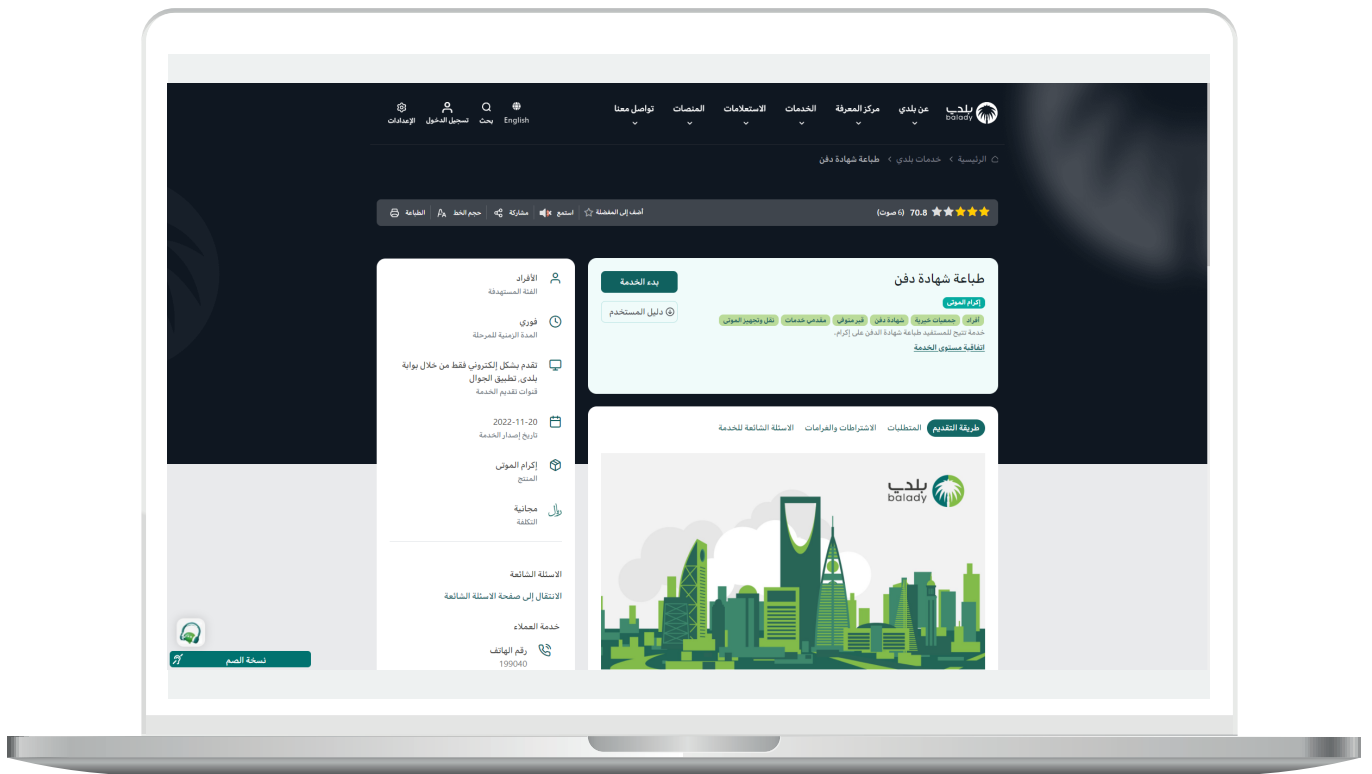 بلدي
balady
عن بلدي
مركز المعرفة
الخدمات
الاستعلامات
المنصات
تواصل معنا
English
بحث
تسجيل الدخول
الإعدادات
الرئيسية
خدمات بلدي
طباعة شهادة دفن
70.8 (6 صوت)
أضف إلى المفضلة
استمع
مشاركة
حجم الخط
الطباعة
طباعة شهادة دفن
إكرام الموتى
أفراد
جمعيات خيرية
شهادة دفن
قبر متوفي
مقدمي خدمات
نقل وتجهيز الموتى
خدمة تتيح للمستفيد طباعة شهادة الدفن على إكرام.
اتفاقية مستوى الخدمة
بدء الخدمة
دليل المستخدم
طريقة التقديم
المتطلبات
الاشتراطات والغرامات
الاسئلة الشائعة للخدمة
بلدي
balady
الأفراد
الفئة المستهدفة
فوري
المدة الزمنية للمرحلة
تقدم بشكل إلكتروني فقط من خلال بوابة
بلدي, تطبيق الجوال
قنوات تقديم الخدمة
2022-11-20
تاريخ إصدار الخدمة
إكرام الموتى
المنتج
ريال
مجانية
التكلفة
الاسئلة الشائعة
الانتقال إلى صفحة الاسئلة الشائعة
خدمة العملاء
رقم الهاتف
199040
نسخة الصم